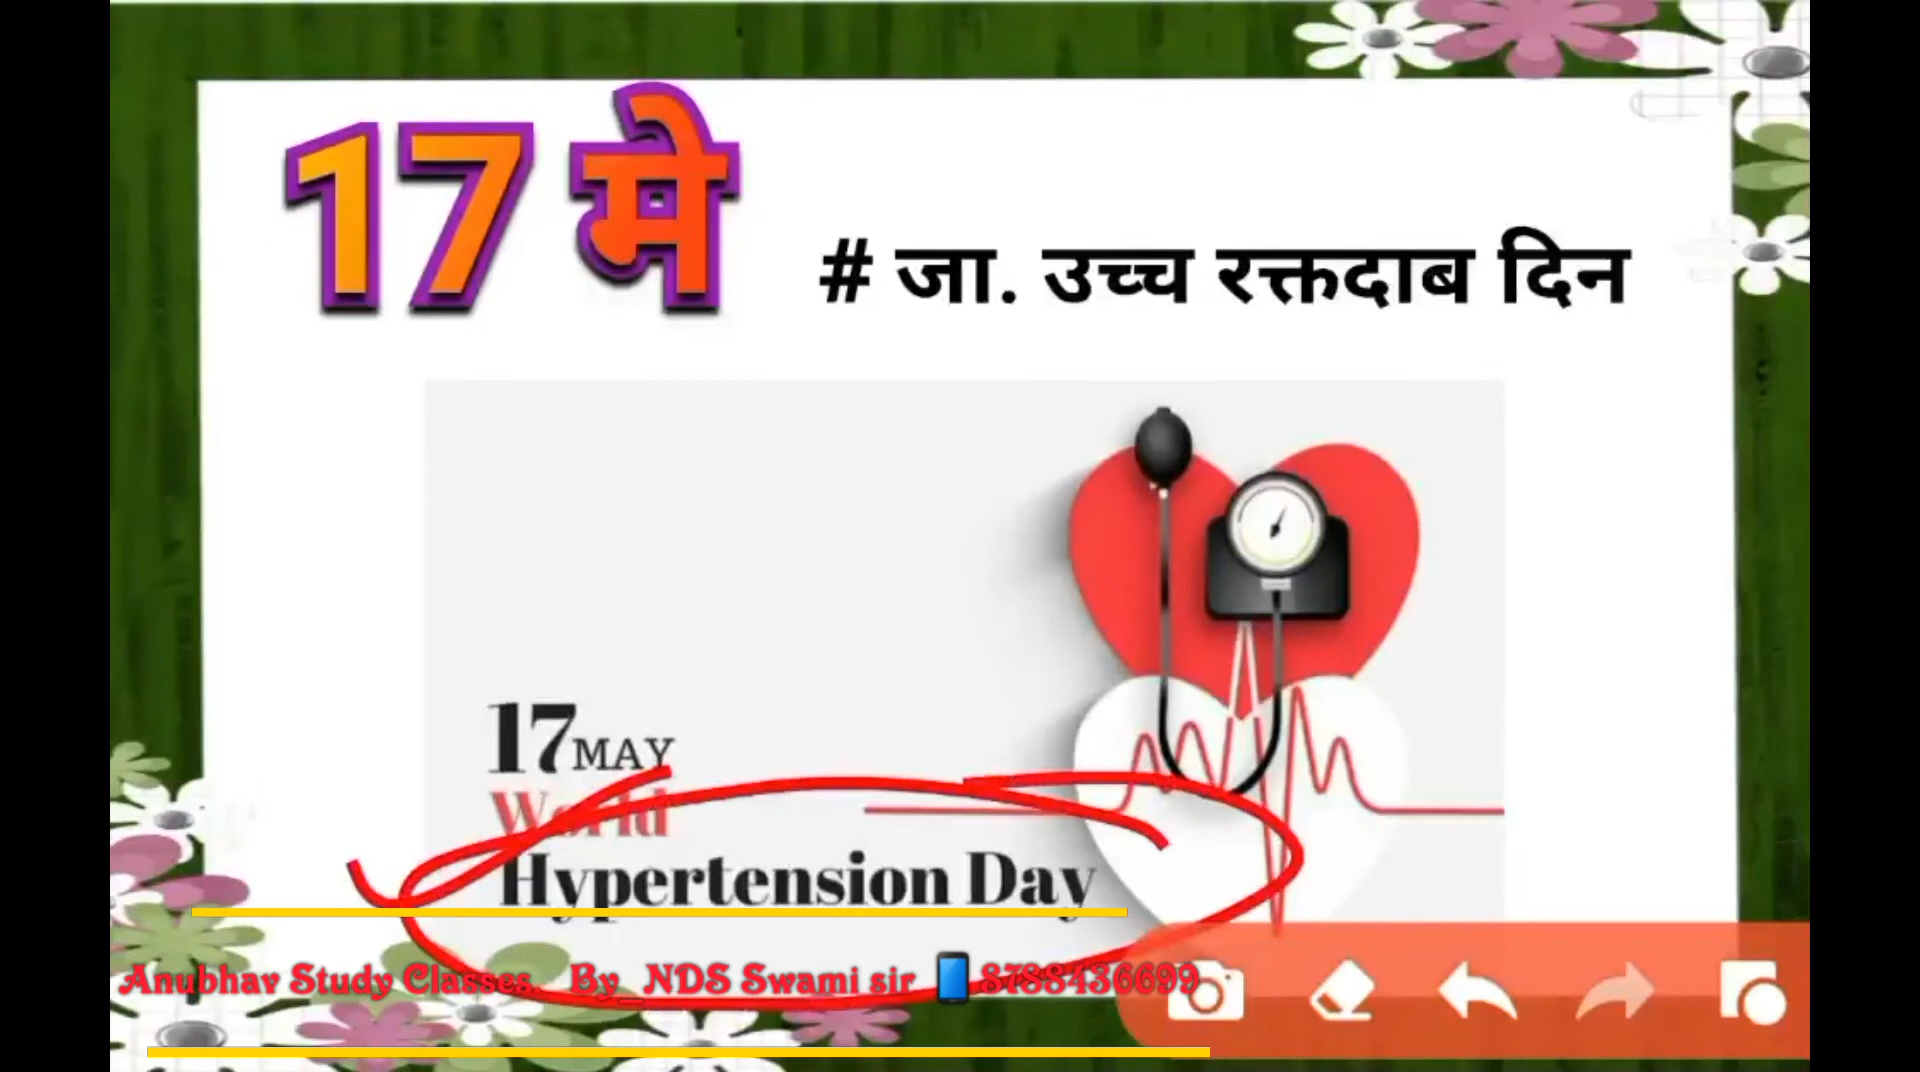 17 मे
# जा. उच्च रक्तदाब दिन
17 MAY
World
Hypertension Day
Anubhav Study Classes. By_NDS Swami sir 8788436699